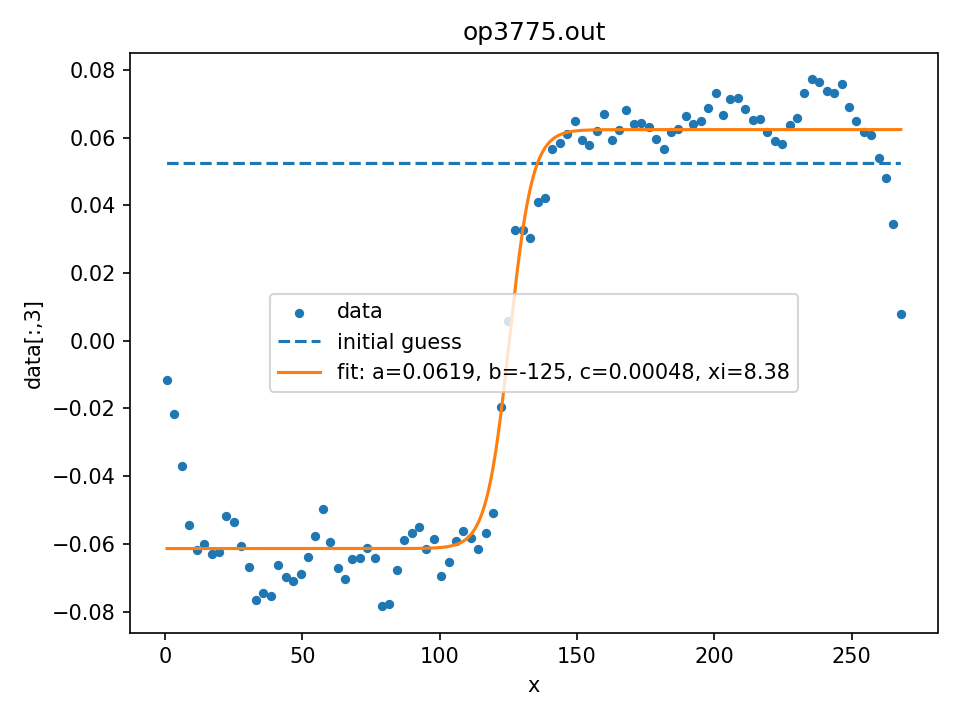 op3775.out
0.08
0.06
0.04
0.02
0.00
−0.02
−0.04
−0.06
−0.08
data[:,3]
data
initial guess
fit: a=0.0619, b=-125, c=0.00048, xi=8.38
0 50 100 150 200 250
x